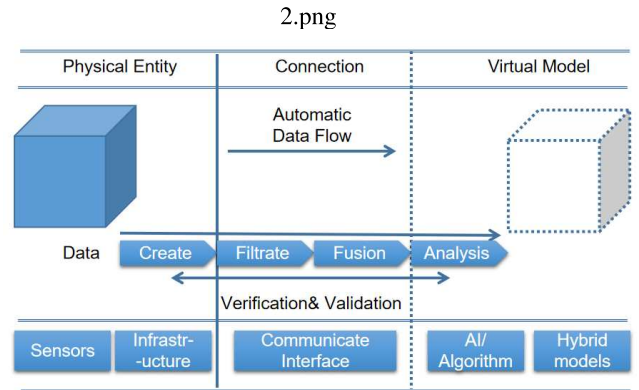 2.png
Physical Entity
Connection
Virtual Model
Automatic
Data Flow
Data
Create
Filtrate
Fusion
Analysis
Verification& Validation
Sensors
Infrastr-
-ucture
Communicate
Interface
AI/
Algorithm
Hybrid
models